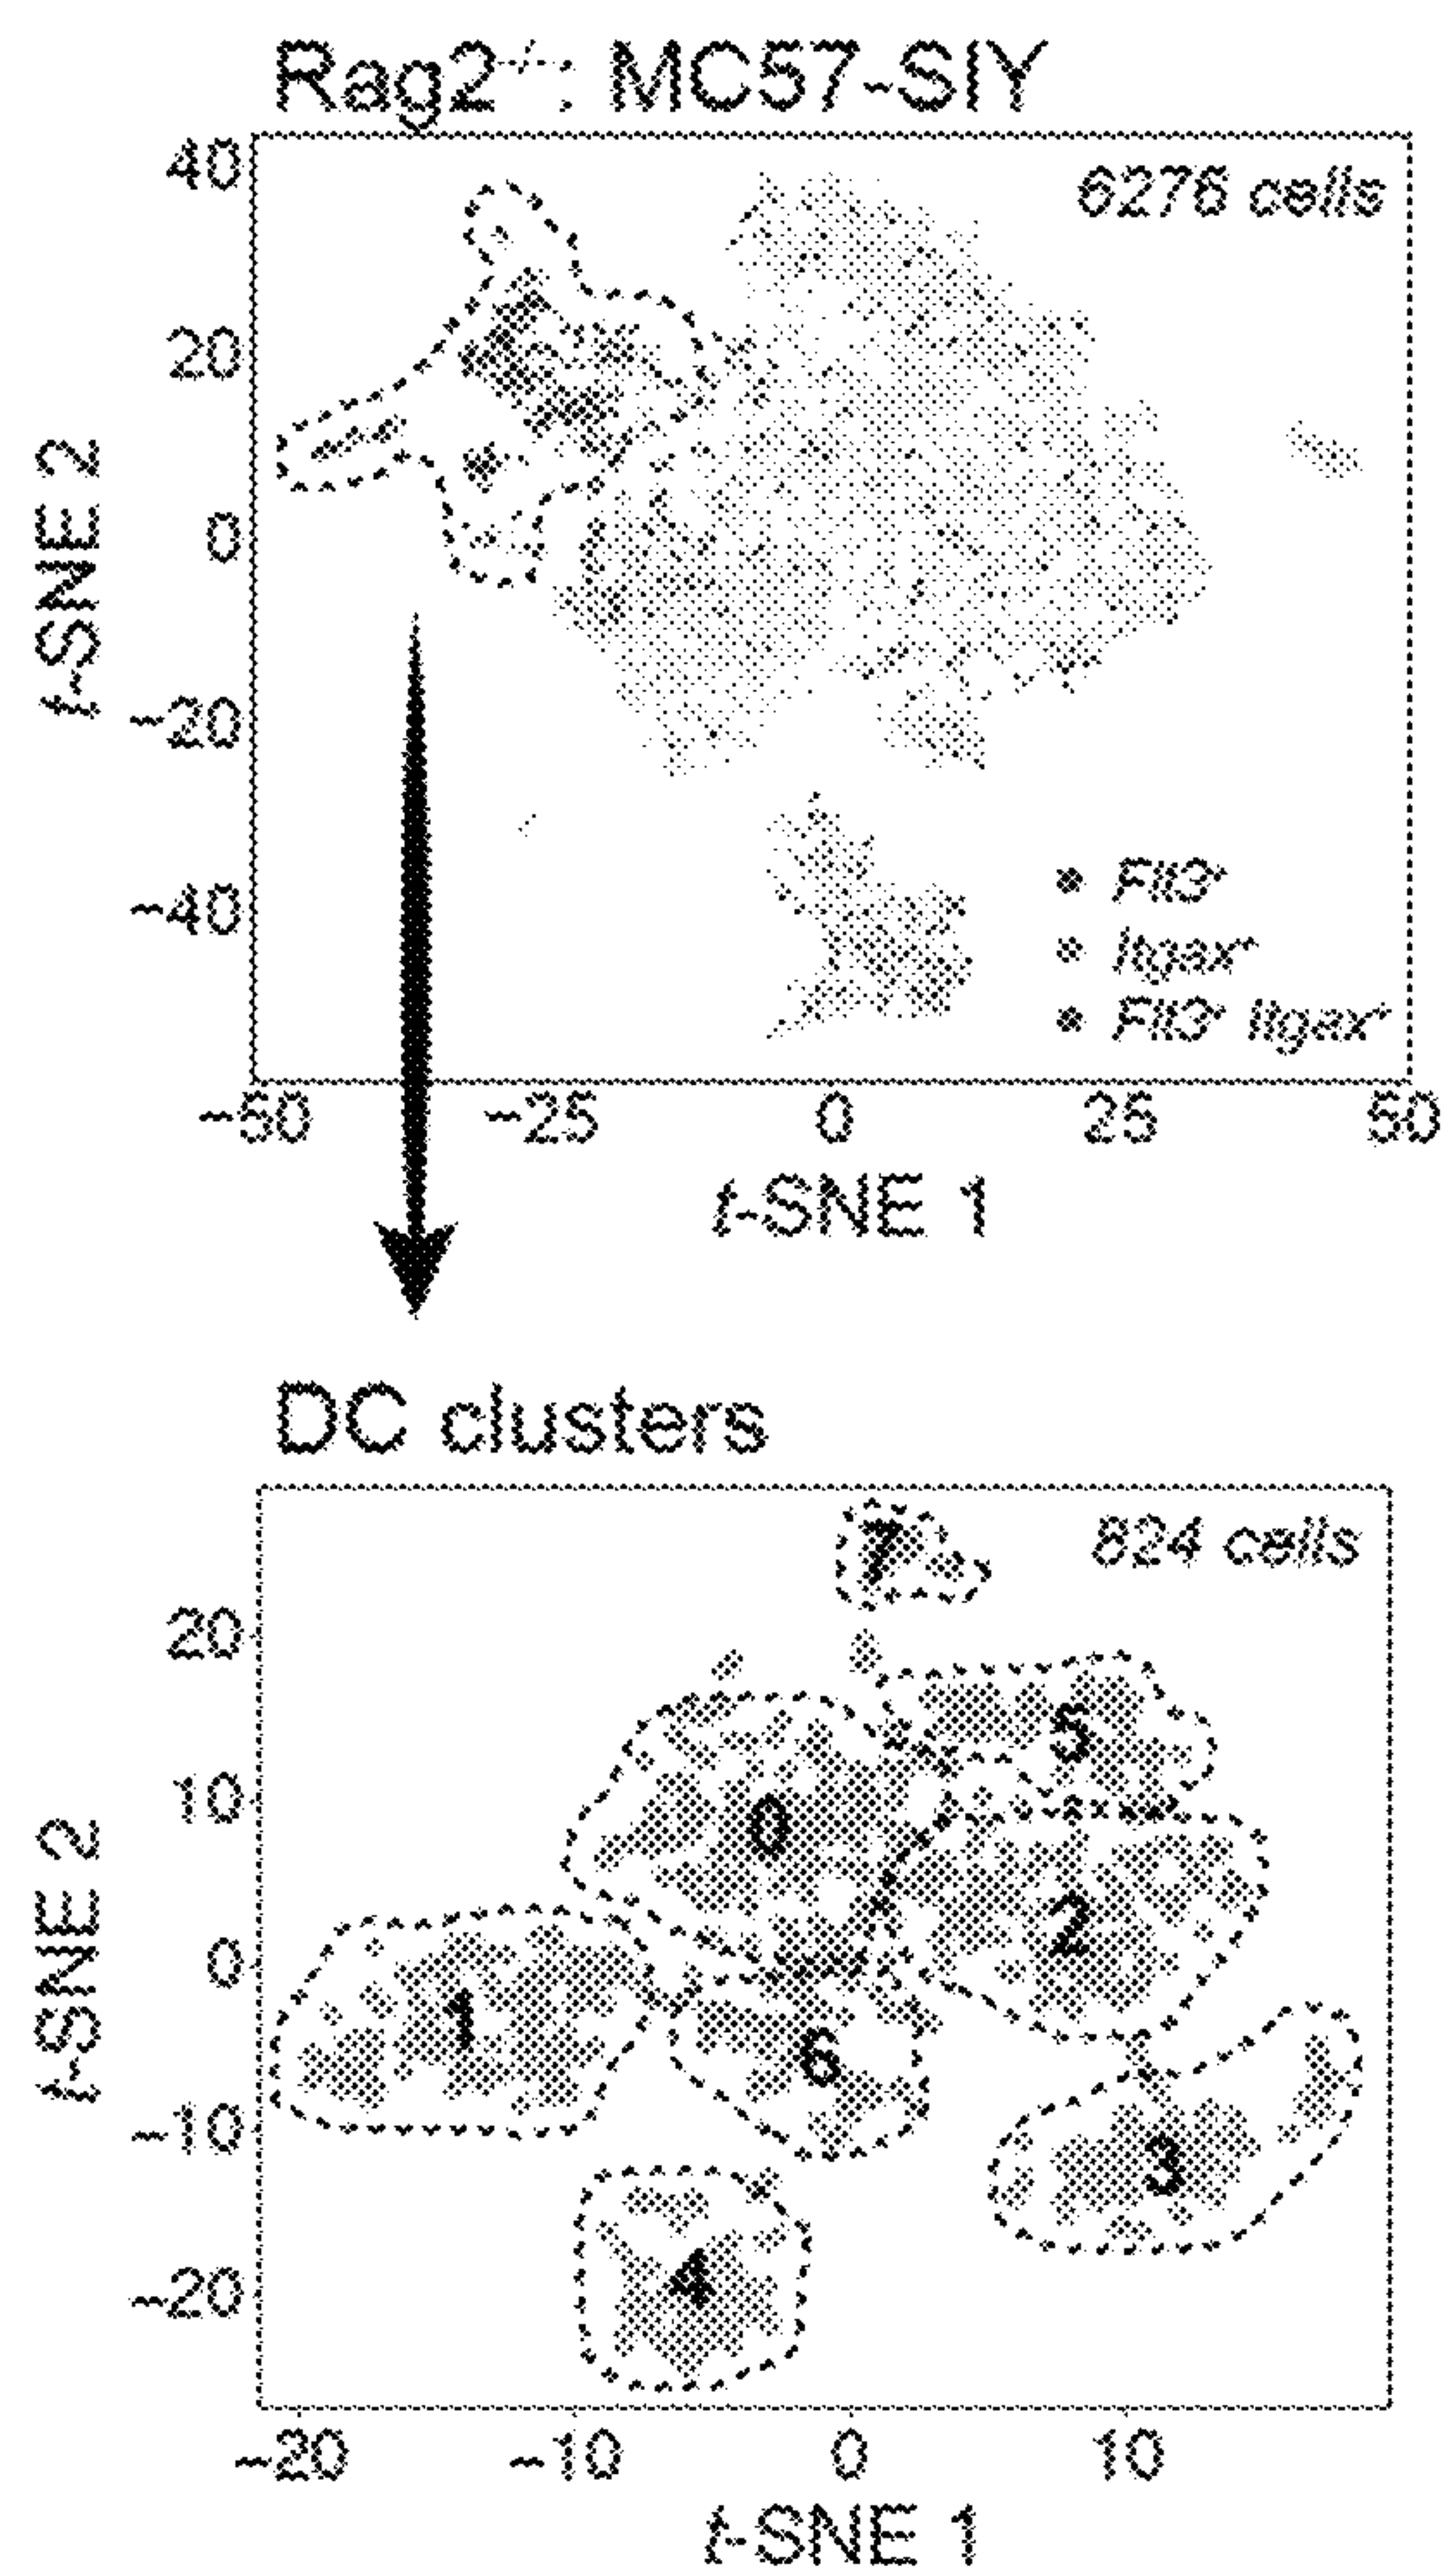 Rag2⁻/⁻: MC57-SIY
6276 cells
40
20
0
−20
−40
t-SNE 2
Flt3⁺
Itgax⁺
Flt3⁺ Itgax⁺
−50 −25 0 25 50
t-SNE 1
DC clusters
824 cells
7
5
0
2
1
6
3
4
20
10
0
−10
−20
t-SNE 2
−20 −10 0 10
t-SNE 1